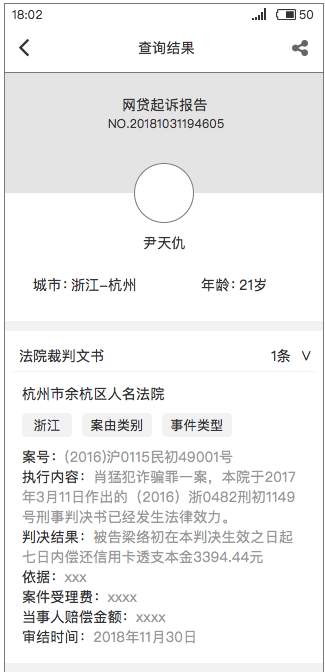 18:02
50
查询结果
网贷起诉报告
NO.20181031194605
尹天仇
城市：浙江-杭州
年龄：21岁
法院裁判文书
1条
杭州市余杭区人名法院
浙江
案由类别
事件类型
案号：(2016)沪0115民初49001号
执行内容：肖猛犯诈骗罪一案，本院于2017
年3月11日作出的（2016）浙0482刑初1149
号刑事判决书已经发生法律效力。
判决结果：被告梁络初在本判决生效之日起
七日内偿还信用卡透支本金3394.44元
依据：xxx
案件受理费：xxxx
当事人赔偿金额：xxxx
审结时间：2018年11月30日